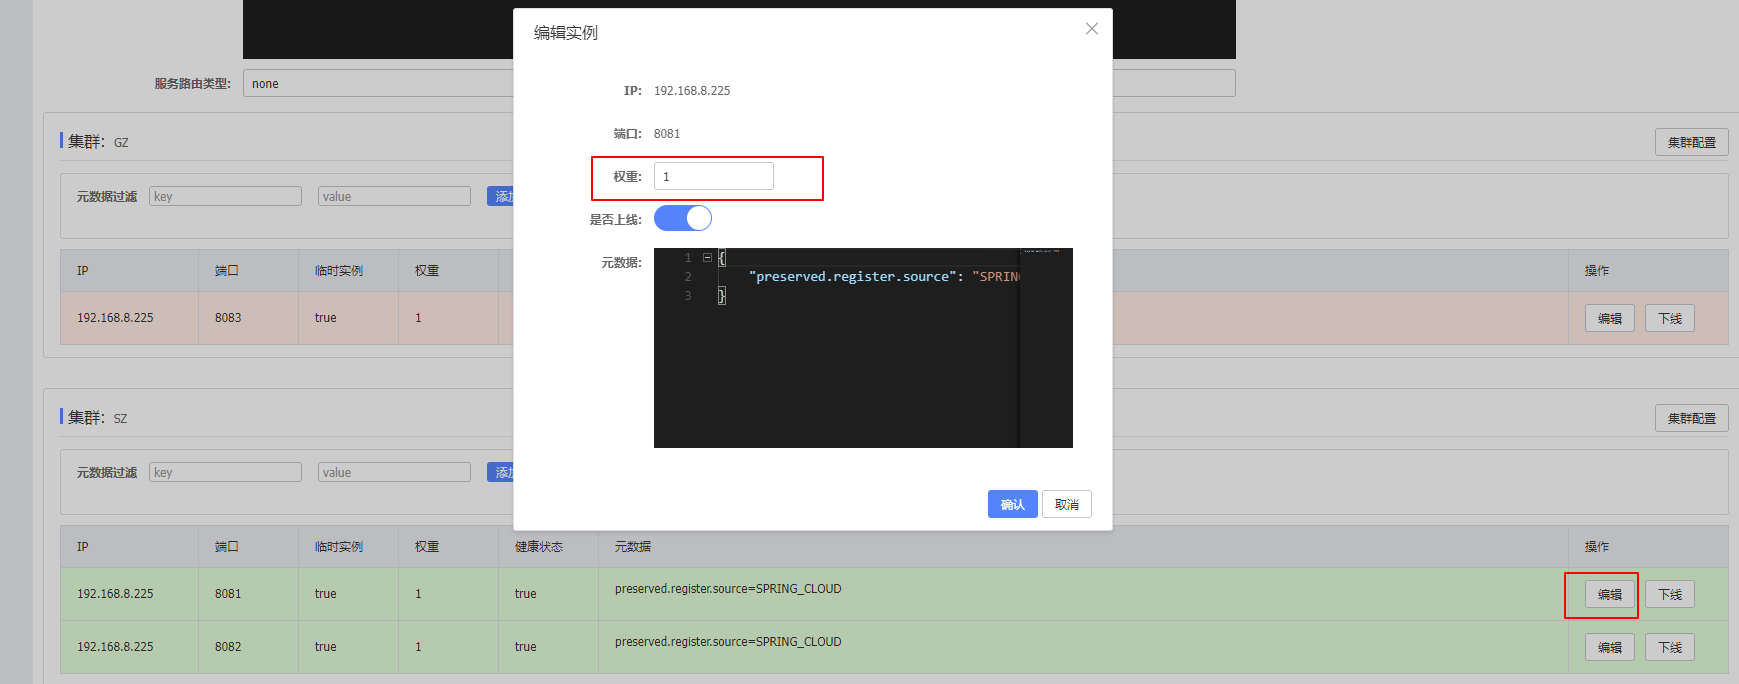 编辑实例
IP: 192.168.8.225
服务路由类型: none
端口: 8081
集群: GZ
集群配置
权重: 1
元数据过滤 key value 添加
是否上线:
元数据:
1 {
2 "preserved.register.source": "SPRING
3 }
IP 端口 临时实例 权重 操作
192.168.8.225 8083 true 1 编辑 下线
集群: SZ
集群配置
元数据过滤 key value 添加
确认 取消
IP 端口 临时实例 权重 健康状态 元数据 操作
192.168.8.225 8081 true 1 true preserved.register.source=SPRING_CLOUD 编辑 下线
192.168.8.225 8082 true 1 true preserved.register.source=SPRING_CLOUD 编辑 下线